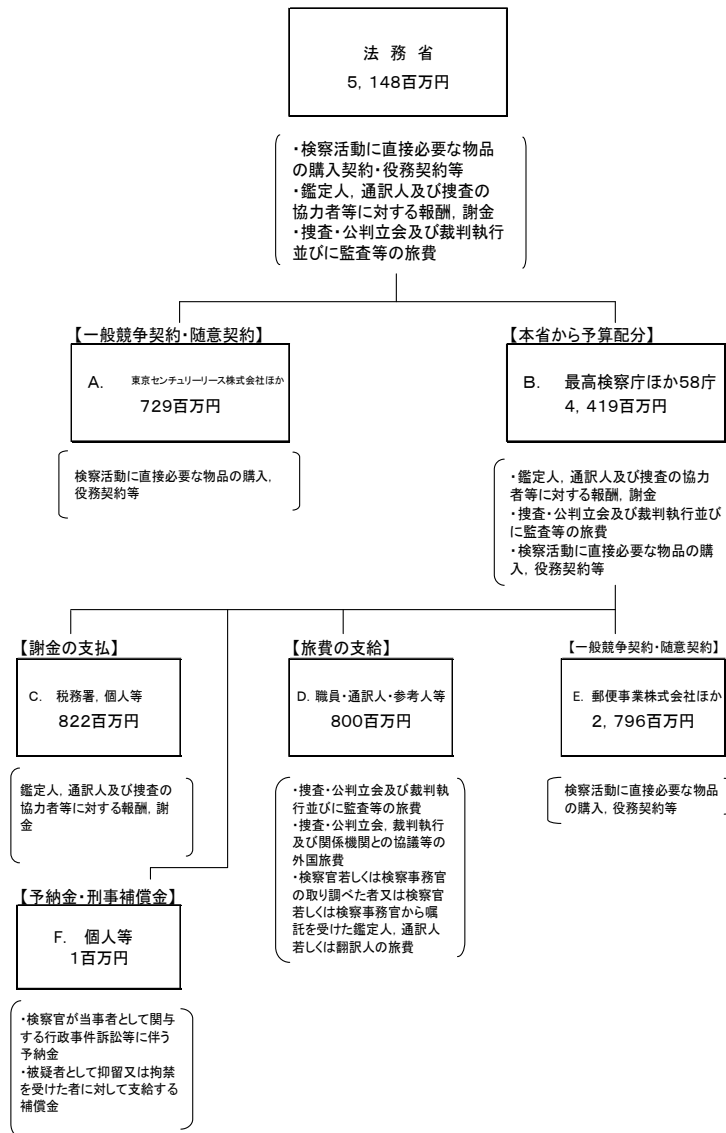 法 務 省
5, 148百万円
・検察活動に直接必要な物品
の購入契約・役務契約等
・鑑定人, 通訳人及び捜査の
協力者等に対する報酬, 謝金
・捜査・公判立会及び裁判執行
並びに監査等の旅費
【一般競争契約・随意契約】
A. 東京センチュリーリース株式会社ほか
729百万円
検察活動に直接必要な物品の購入,
役務契約等
【本省から予算配分】
B. 最高検察庁ほか58庁
4, 419百万円
・鑑定人, 通訳人及び捜査の協力
者等に対する報酬, 謝金
・捜査・公判立会及び裁判執行並び
に監査等の旅費
・検察活動に直接必要な物品の購
入, 役務契約等
【謝金の支払】
C. 税務署, 個人等
822百万円
鑑定人, 通訳人及び捜査の
協力者等に対する報酬, 謝
金
【旅費の支給】
D. 職員・通訳人・参考人等
800百万円
・捜査・公判立会及び裁判執
行並びに監査等の旅費
・捜査・公判立会, 裁判執行
及び関係機関との協議等の
外国旅費
・検察官若しくは検察事務官
の取り調べた者又は検察官
若しくは検察事務官から嘱
託を受けた鑑定人, 通訳人
若しくは翻訳人の旅費
【一般競争契約・随意契約】
E. 郵便事業株式会社ほか
2, 796百万円
検察活動に直接必要な物品
の購入, 役務契約等
【予納金・刑事補償金】
F. 個人等
1百万円
・検察官が当事者として関与
する行政事件訴訟等に伴う
予納金
・被疑者として抑留又は拘禁
を受けた者に対して支給する
補償金